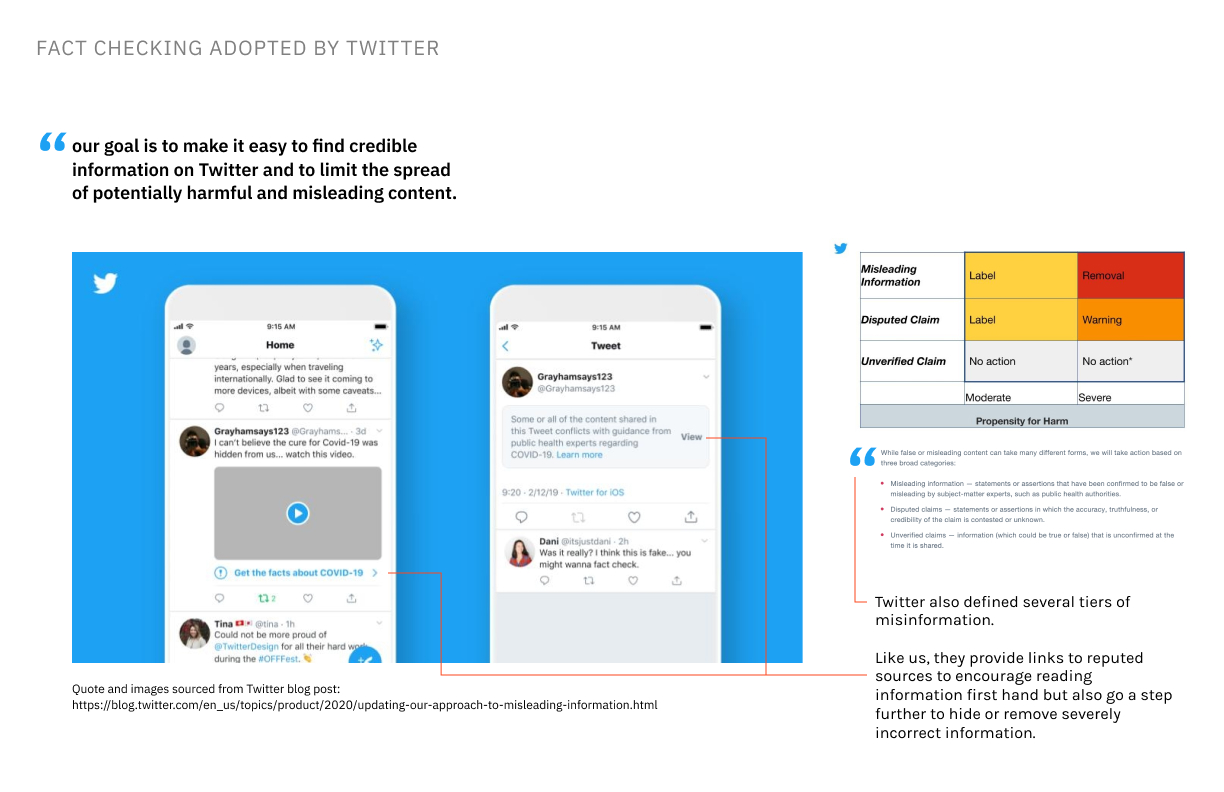 FACT CHECKING ADOPTED BY TWITTER
“ our goal is to make it easy to find credible
information on Twitter and to limit the spread
of potentially harmful and misleading content.
9:15 AM
Home
years, especially when traveling
internationally. Glad to see it coming to
more devices, albeit with some caveats...
Grayhamsays123 @Grayhams... · 3d
I can't believe the cure for Covid-19 was
hidden from us... watch this video.
Get the facts about COVID-19
2
Tina @tina · 1h
Could not be more proud of
@TwitterDesign for all their hard work
during the #OFFFest.
9:15 AM
Tweet
Grayhamsays123
@Grayhamsays123
Some or all of the content shared in
this Tweet conflicts with guidance from
public health experts regarding
COVID-19. Learn more
View
9:20 · 2/12/19 · Twitter for iOS
Dani @itsjustdani · 2h
Was it really? I think this is fake... you
might wanna fact check.
Misleading
Information
Label
Removal
Disputed Claim
Label
Warning
Unverified Claim
No action
No action*
Moderate
Severe
Propensity for Harm
“ While false or misleading content can take many different forms, we will take action based on
three broad categories:
• Misleading information — statements or assertions that have been confirmed to be false or
misleading by subject-matter experts, such as public health authorities.
• Disputed claims — statements or assertions in which the accuracy, truthfulness, or
credibility of the claim is contested or unknown.
• Unverified claims — information (which could be true or false) that is unconfirmed at the
time it is shared.
Twitter also defined several tiers of
misinformation.
Like us, they provide links to reputed
sources to encourage reading
information first hand but also go a step
further to hide or remove severely
incorrect information.
Quote and images sourced from Twitter blog post:
https://blog.twitter.com/en_us/topics/product/2020/updating-our-approach-to-misleading-information.html